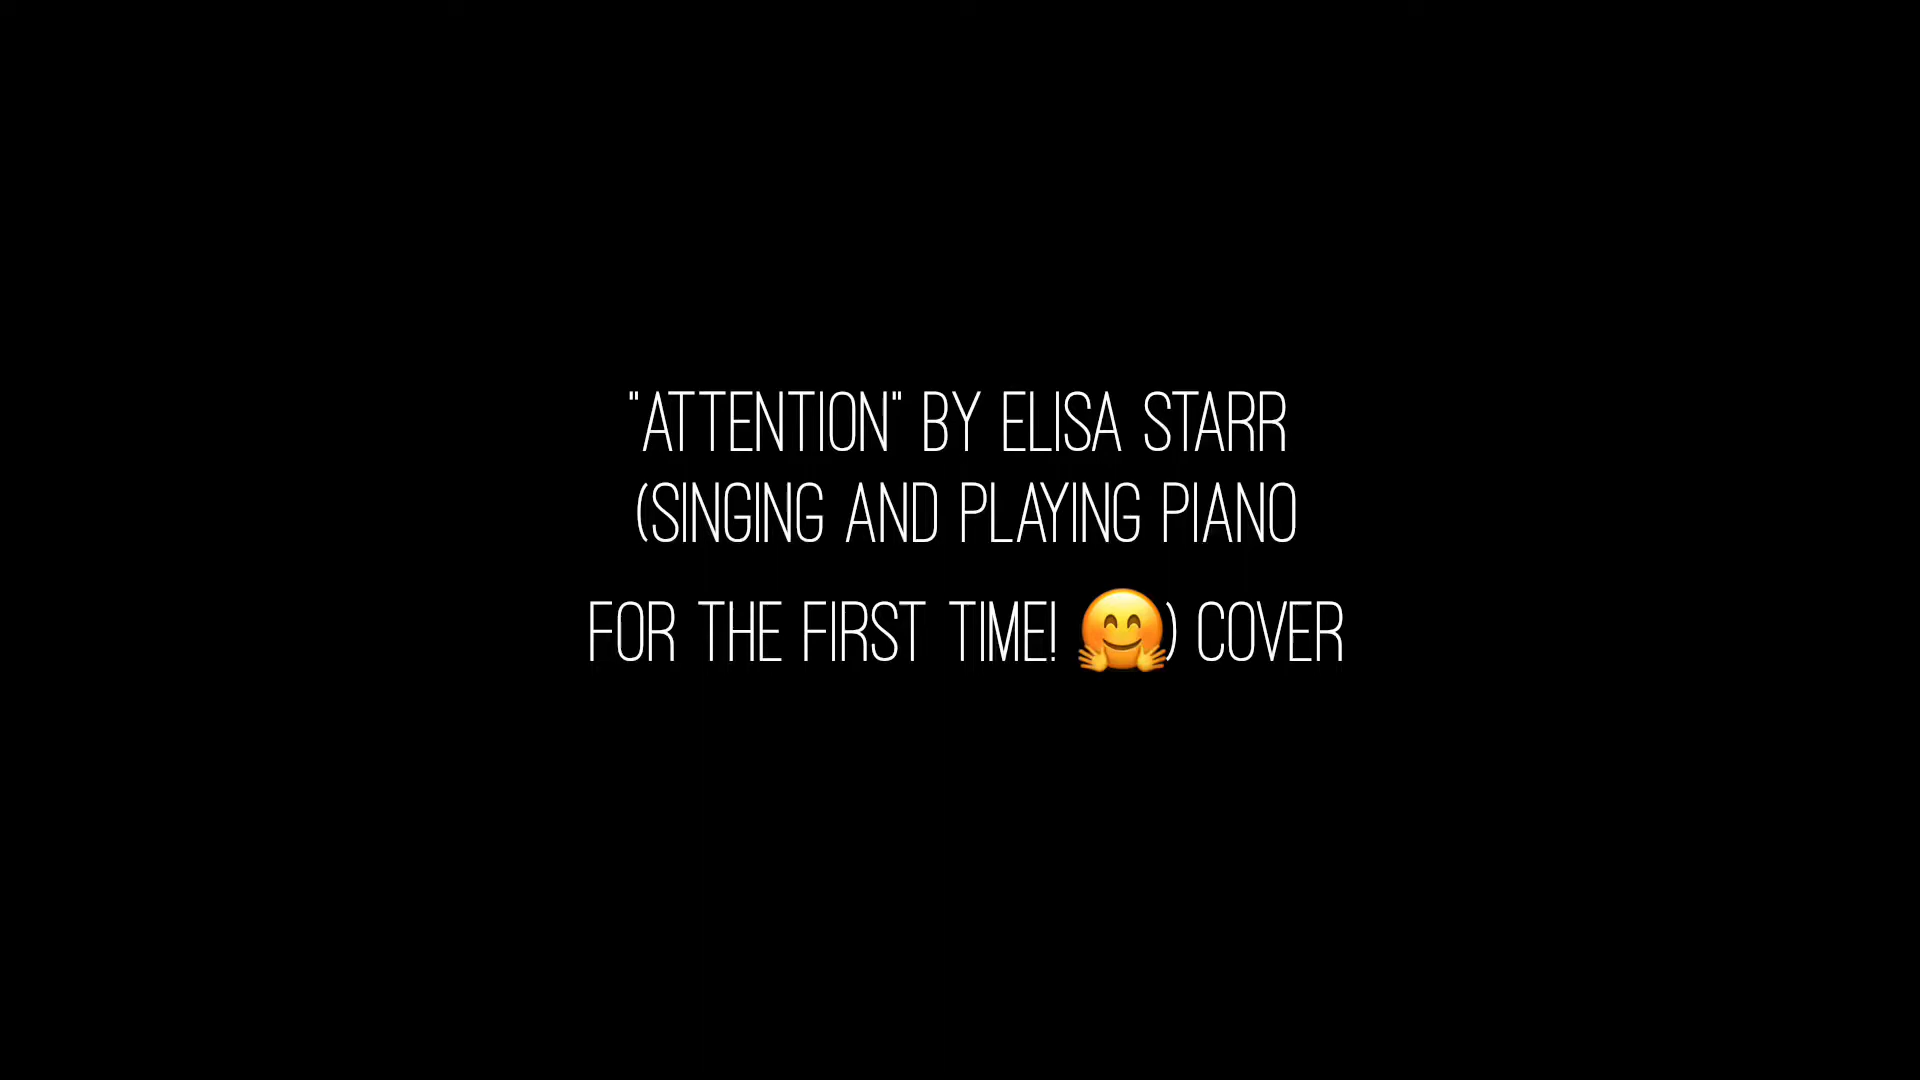 "ATTENTION" BY ELISA STARR
(SINGING AND PLAYING PIANO
FOR THE FIRST TIME! 🤗) COVER